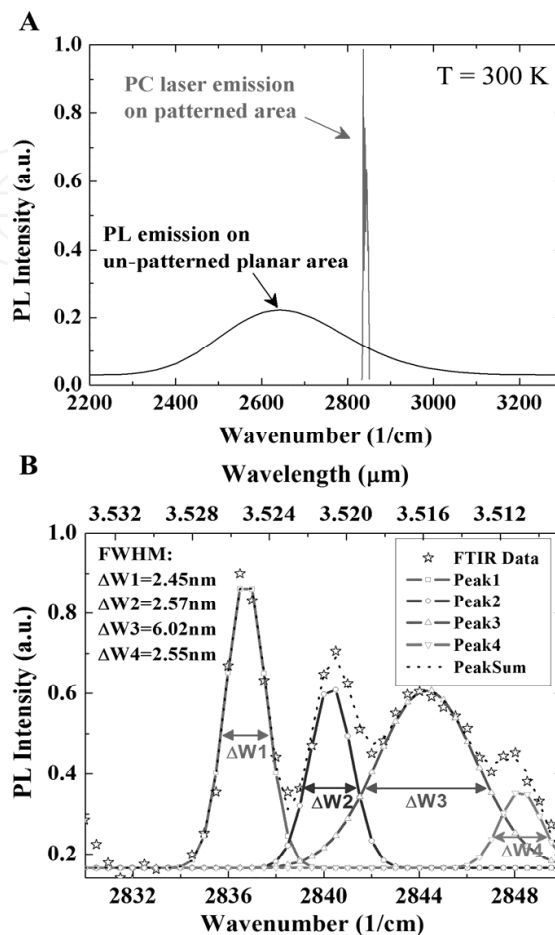 A
T = 300 K
PC laser emission
on patterned area
PL emission on
un-patterned planar area
PL Intensity (a.u.)
1.0
0.8
0.6
0.4
0.2
0.0
2200 2400 2600 2800 3000 3200
Wavenumber (1/cm)
B
Wavelength (μm)
3.532 3.528 3.524 3.520 3.516 3.512
FWHM:
ΔW1=2.45nm
ΔW2=2.57nm
ΔW3=6.02nm
ΔW4=2.55nm
FTIR Data
Peak1
Peak2
Peak3
Peak4
PeakSum
PL Intensity (a.u.)
1.0
0.8
0.6
0.4
0.2
ΔW1
ΔW2
ΔW3
ΔW4
2832 2836 2840 2844 2848
Wavenumber (1/cm)